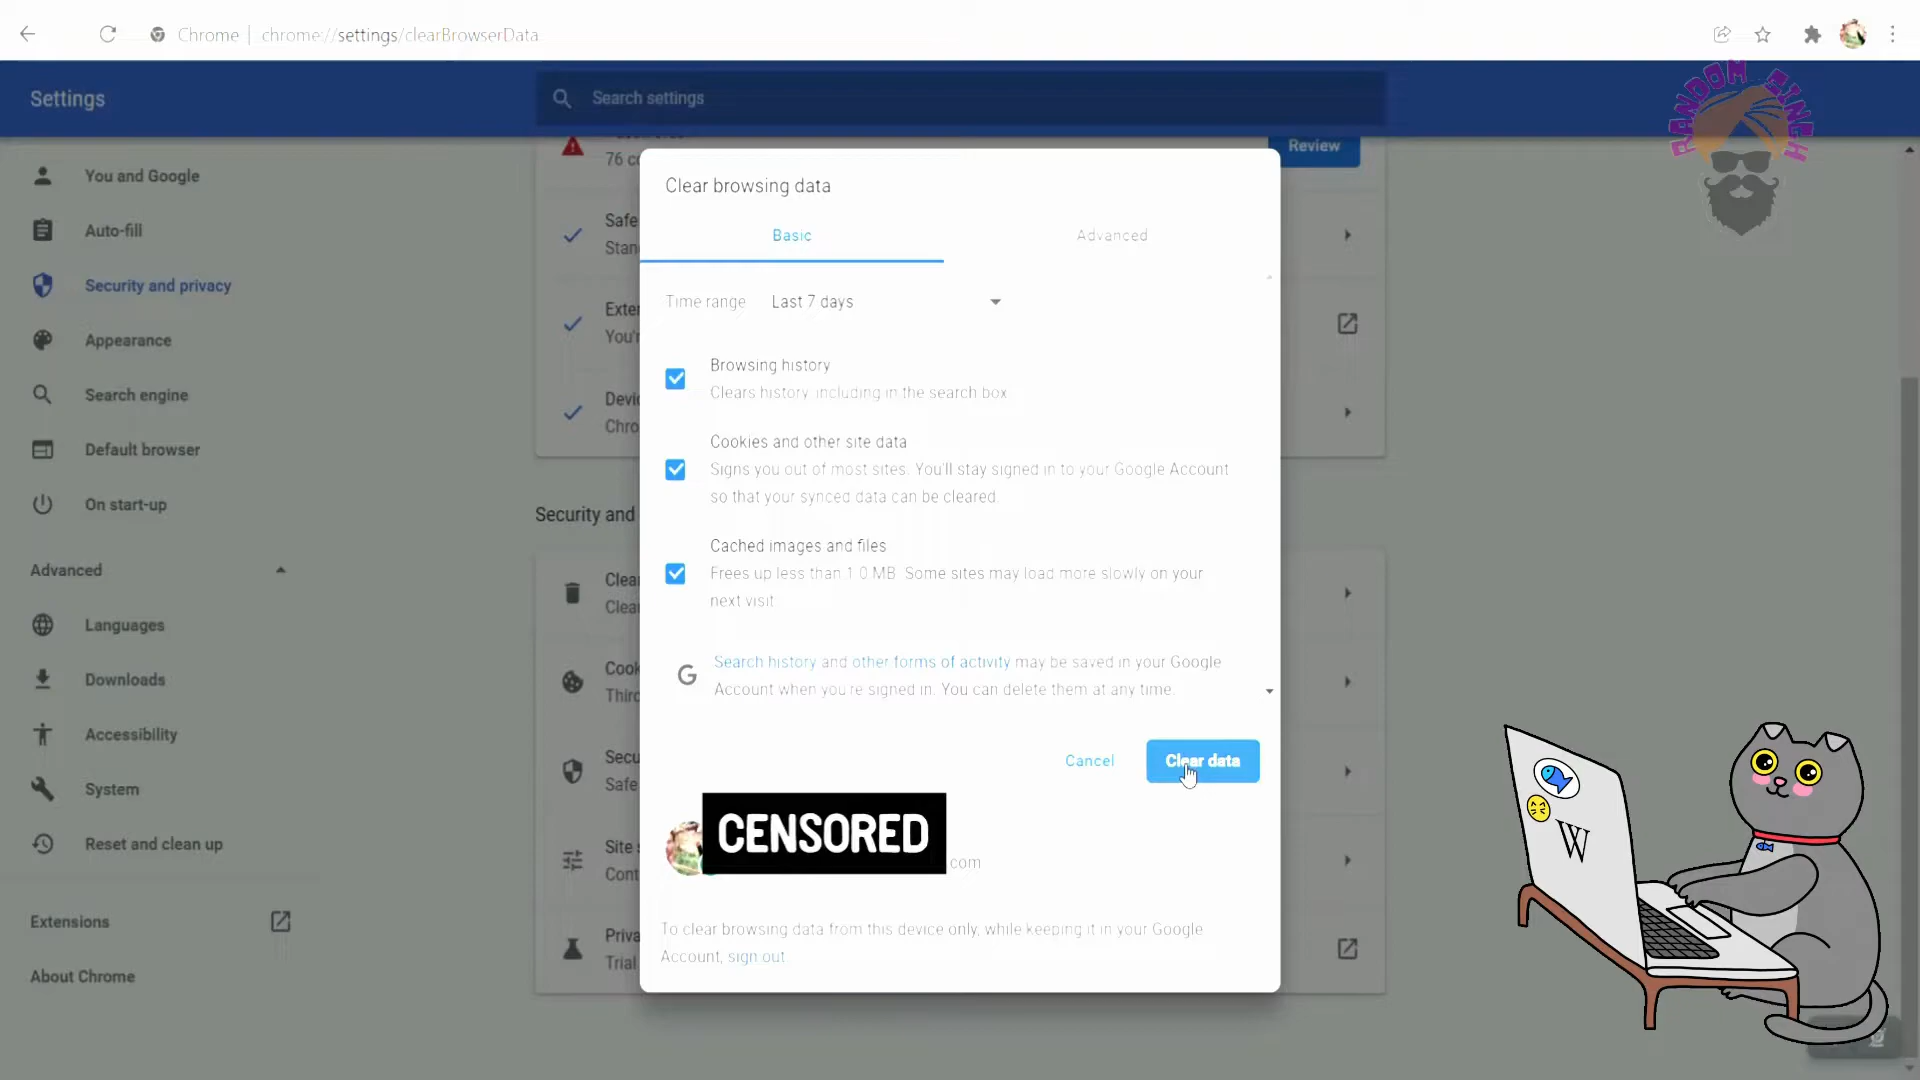 Chrome | chrome://settings/clearBrowserData
Settings
Search settings
RANDOM SINGH
You and Google
Auto-fill
Security and privacy
Appearance
Search engine
Default browser
On start-up
Advanced
Languages
Downloads
Accessibility
System
Reset and clean up
Extensions
About Chrome
76 co
Review
Safe
Stan
Exter
You'r
Devic
Chro
Security and
Clear
Clear
Cook
Third
Secu
Safe
Site s
Cont
Priva
Trial
Clear browsing data
Basic
Advanced
Time range Last 7 days
Browsing history
Clears history, including in the search box
Cookies and other site data
Signs you out of most sites. You'll stay signed in to your Google Account
so that your synced data can be cleared.
Cached images and files
Frees up less than 1.0 MB. Some sites may load more slowly on your
next visit.
G
Search history and other forms of activity may be saved in your Google
Account when you're signed in. You can delete them at any time.
Cancel
Clear data
CENSORED
com
To clear browsing data from this device only, while keeping it in your Google
Account, sign out.
W